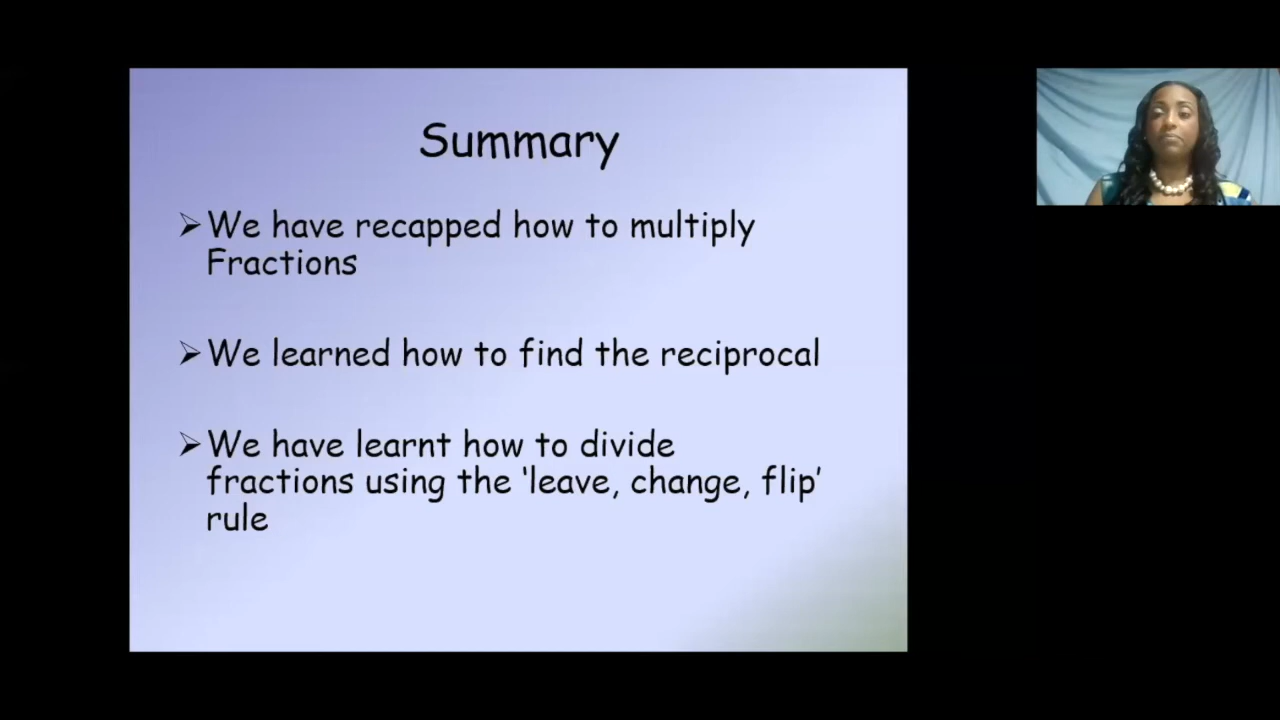 Summary
➢We have recapped how to multiply
Fractions
➢We learned how to find the reciprocal
➢We have learnt how to divide
fractions using the ‘leave, change, flip’
rule